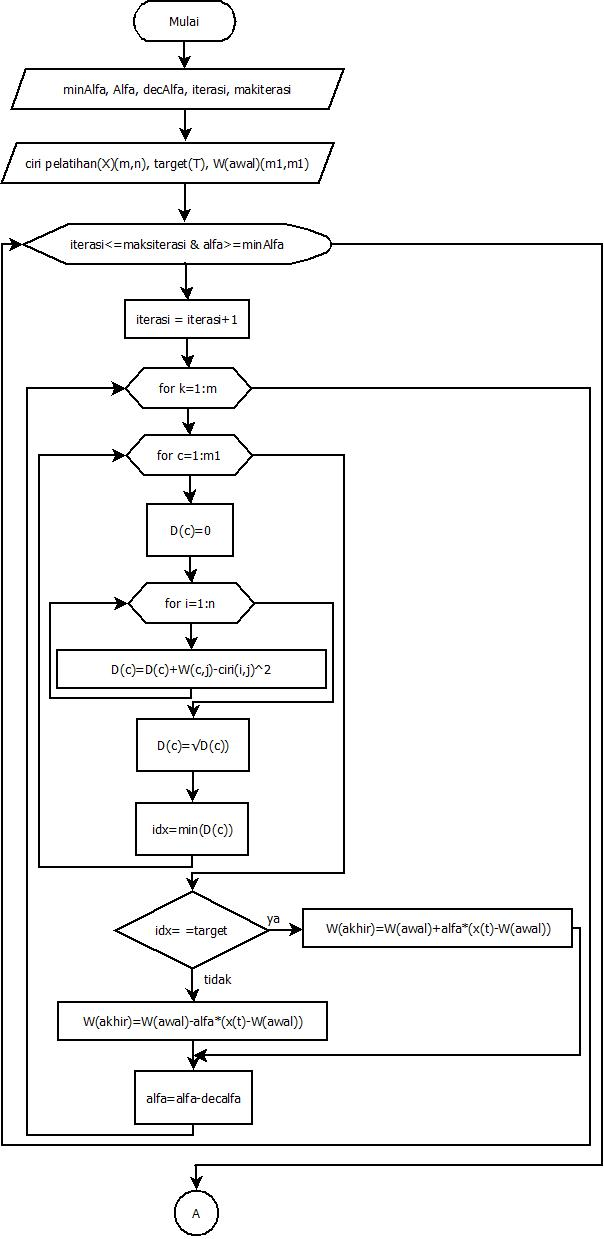 Mulai
minAlfa, Alfa, decAlfa, iterasi, makiterasi
ciri pelatihan(X)(m,n), target(T), W(awal)(m1,m1)
iterasi<=maksiterasi & alfa>=minAlfa
iterasi = iterasi+1
for k=1:m
for c=1:m1
D(c)=0
for i=1:n
D(c)=D(c)+W(c,j)-ciri(i,j)^2
D(c)=√D(c))
idx=min(D(c))
idx= =target
ya
W(akhir)=W(awal)+alfa*(x(t)-W(awal))
tidak
W(akhir)=W(awal)-alfa*(x(t)-W(awal))
alfa=alfa-decalfa
A